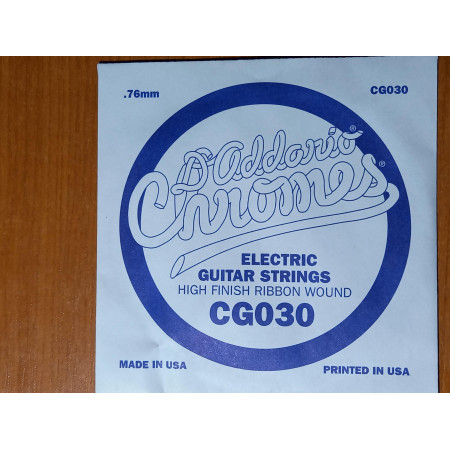 .76mm CG030
D'Addario®
Chromes®
ELECTRIC
GUITAR STRINGS
HIGH FINISH RIBBON WOUND
CG030
MADE IN USA PRINTED IN USA